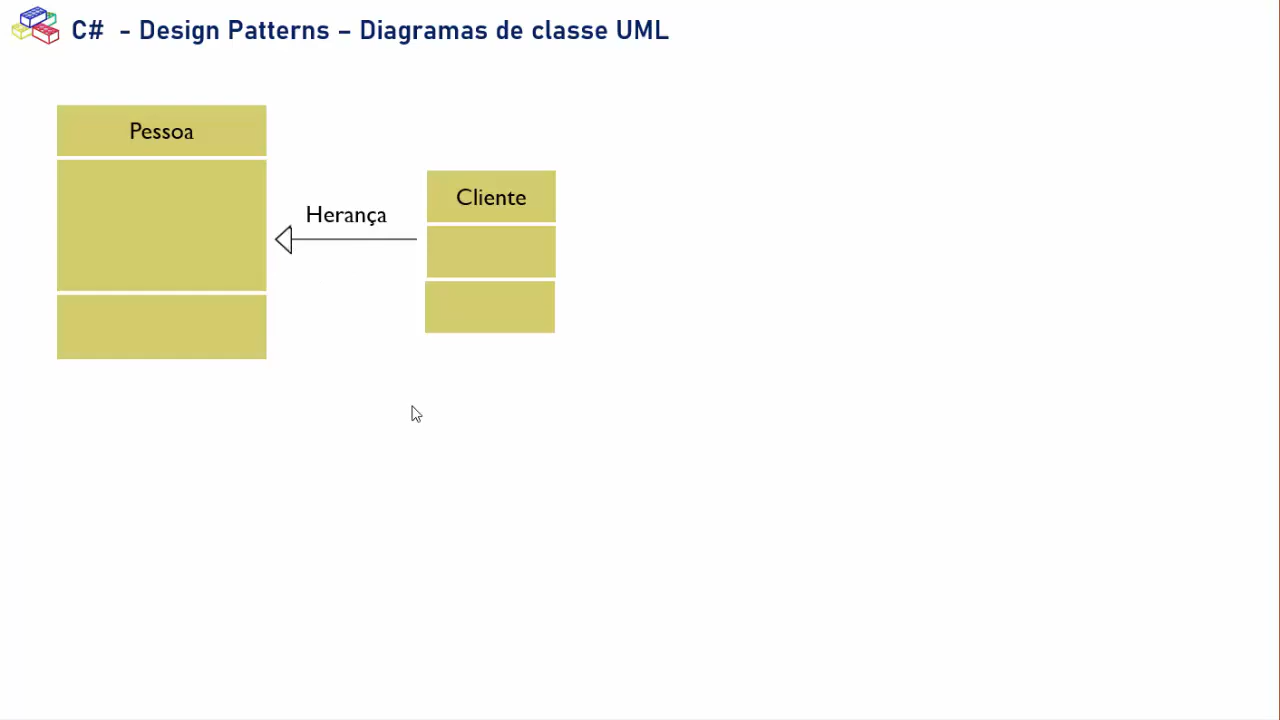 C# - Design Patterns – Diagramas de classe UML
Pessoa
Cliente
Herança